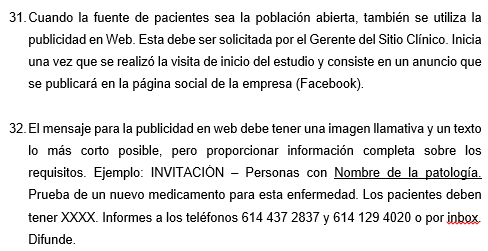 31. Cuando la fuente de pacientes sea la población abierta, también se utiliza la
publicidad en Web. Esta debe ser solicitada por el Gerente del Sitio Clínico. Inicia
una vez que se realizó la visita de inicio del estudio y consiste en un anuncio que
se publicará en la página social de la empresa (Facebook).
32. El mensaje para la publicidad en web debe tener una imagen llamativa y un texto
lo más corto posible, pero proporcionar información completa sobre los
requisitos. Ejemplo: INVITACIÓN – Personas con Nombre de la patología.
Prueba de un nuevo medicamento para esta enfermedad. Los pacientes deben
tener XXXX. Informes a los teléfonos 614 437 2837 y 614 129 4020 o por inbox.
Difunde.